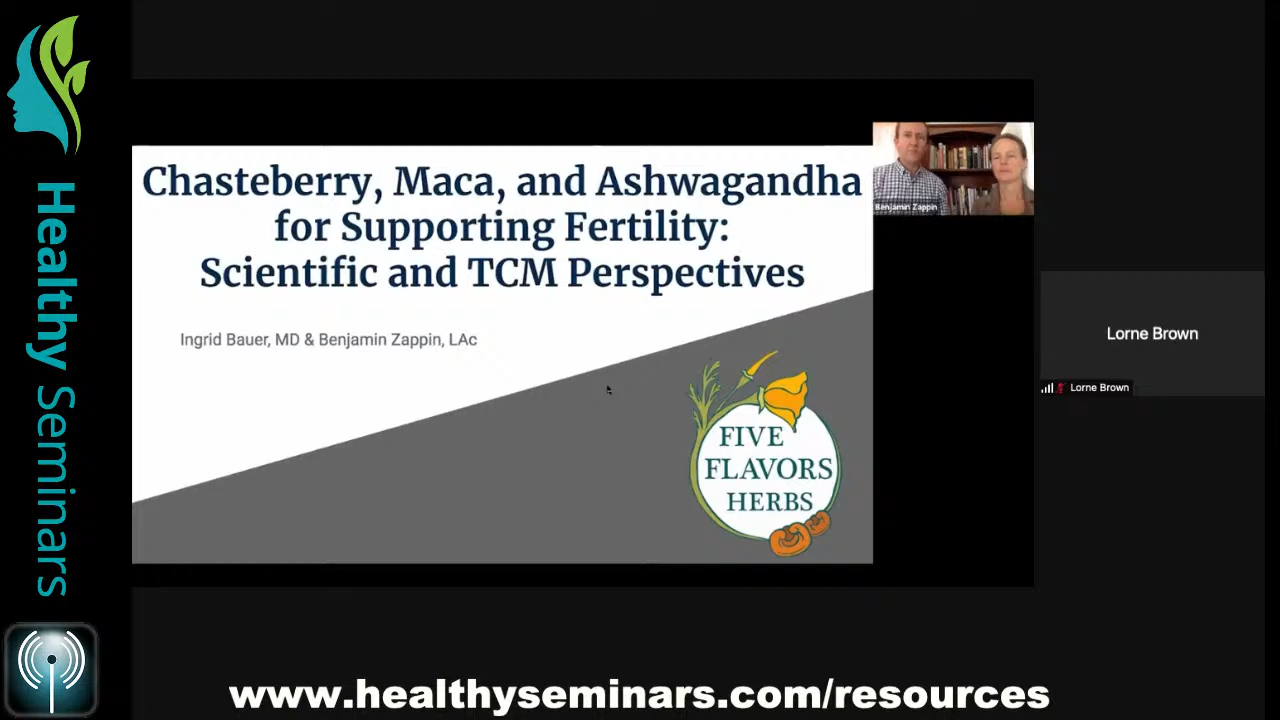 Healthy Seminars
Chasteberry, Maca, and Ashwagandha
for Supporting Fertility:
Scientific and TCM Perspectives
Ingrid Bauer, MD & Benjamin Zappin, LAc
FIVE
FLAVORS
HERBS
Benjamin Zappin
Lorne Brown
Lorne Brown
www.healthyseminars.com/resources